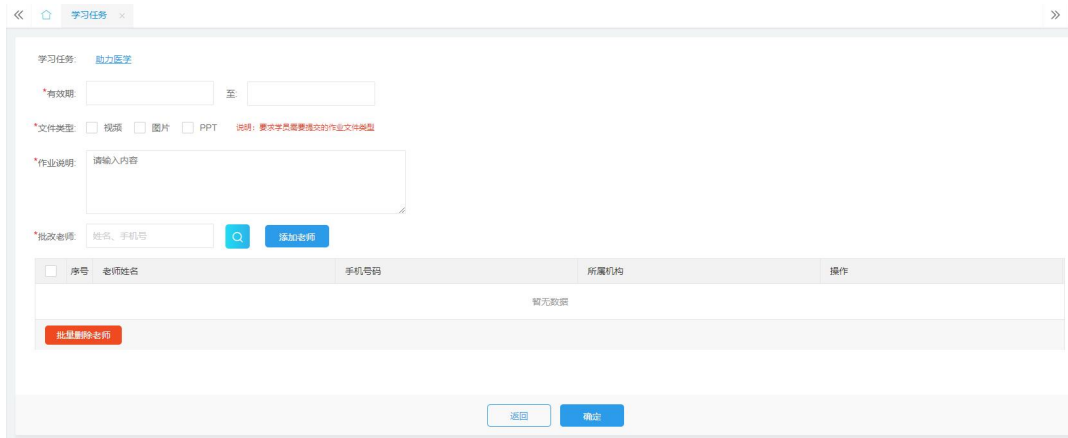 学习任务 ×
学习任务: 助力医学
*有效期: 至
*文件类型: 视频 图片 PPT 说明：要求学员需要提交的作业文件类型
*作业说明: 请输入内容
*批改老师: 姓名、手机号 添加老师
序号 老师姓名 手机号码 所属机构 操作
暂无数据
批量删除老师
返回 确定